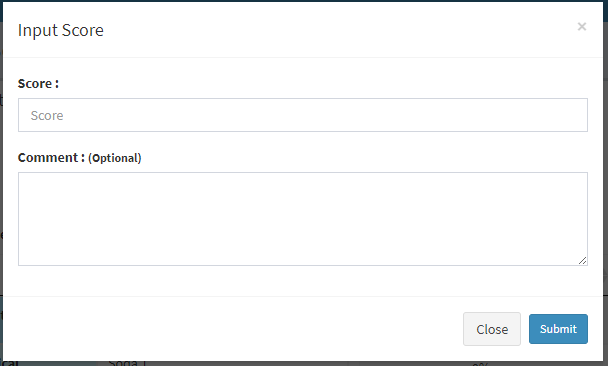 Input Score
×
Score :
Score
Comment : (Optional)
Close
Submit